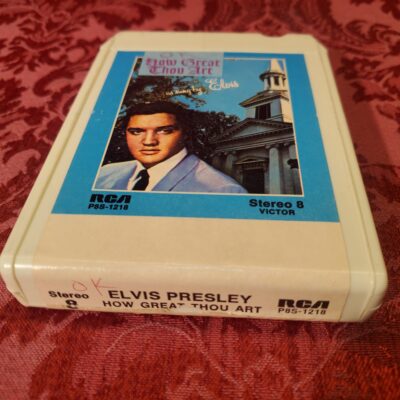 How Great
Thou Art
as sung by Elvis
RCA
P8S-1218
Stereo 8
VICTOR
OK
Stereo
8
ELVIS PRESLEY
HOW GREAT THOU ART
RCA
P8S-1218